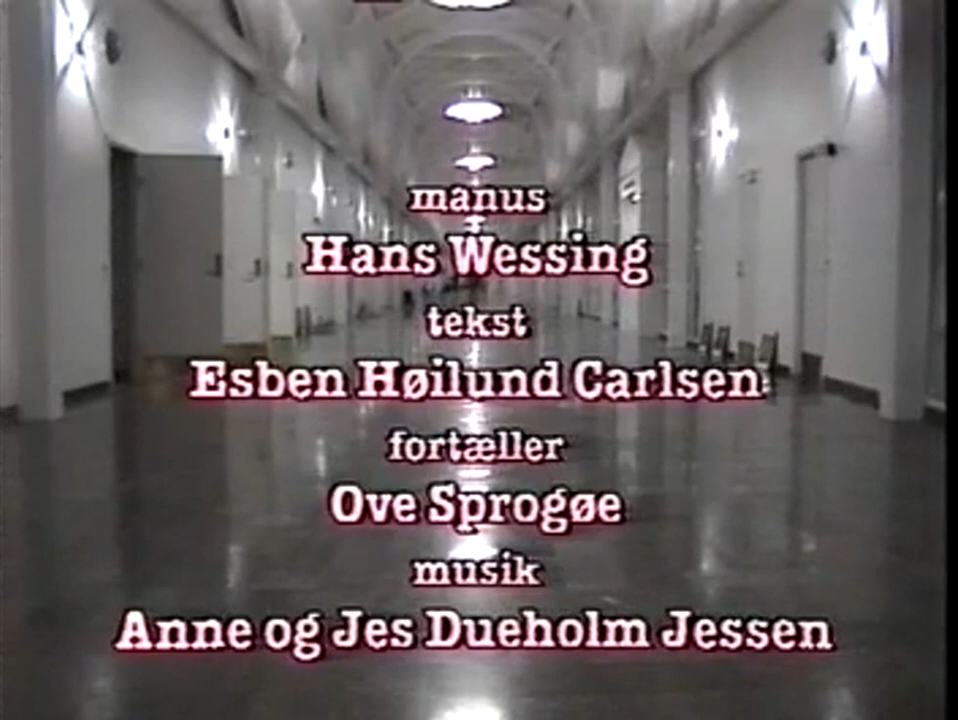 manus
Hans Wessing
tekst
Esben Høilund Carlsen
fortæller
Ove Sprogøe
musik
Anne og Jes Dueholm Jessen